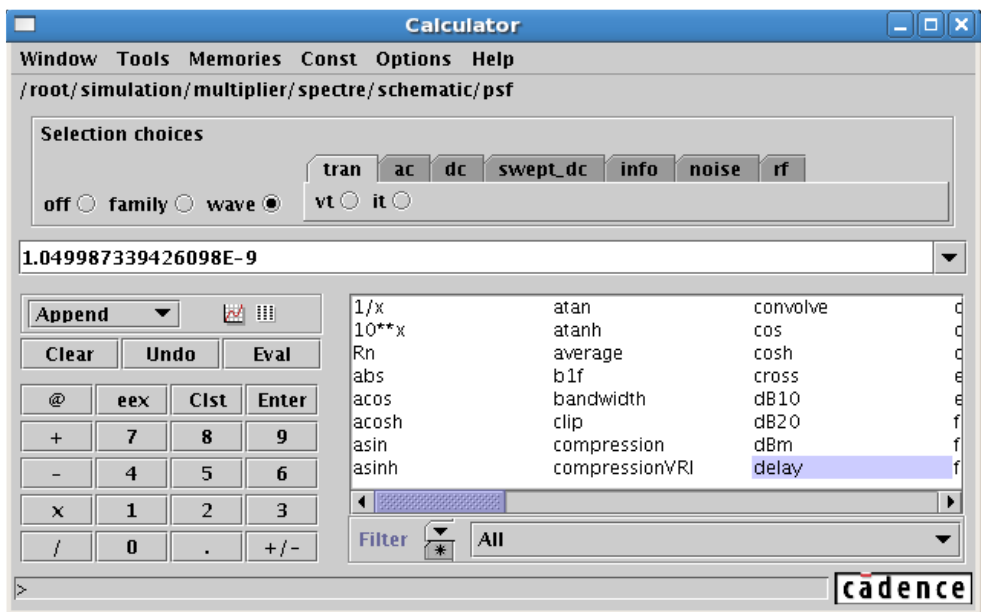 Calculator
Window Tools Memories Const Options Help
/root/simulation/multiplier/spectre/schematic/psf
Selection choices
tran ac dc swept_dc info noise rf
off family wave vt it
1.049987339426098E-9
Append
Clear Undo Eval
@ eex Clst Enter
+ 7 8 9
- 4 5 6
x 1 2 3
/ 0 . +/-
1/x atan convolve
10**x atanh cos
Rn average cosh
abs b1f cross
acos bandwidth dB10
acosh clip dB20
asin compression dBm
asinh compressionVRI delay
Filter * All
>
cadence